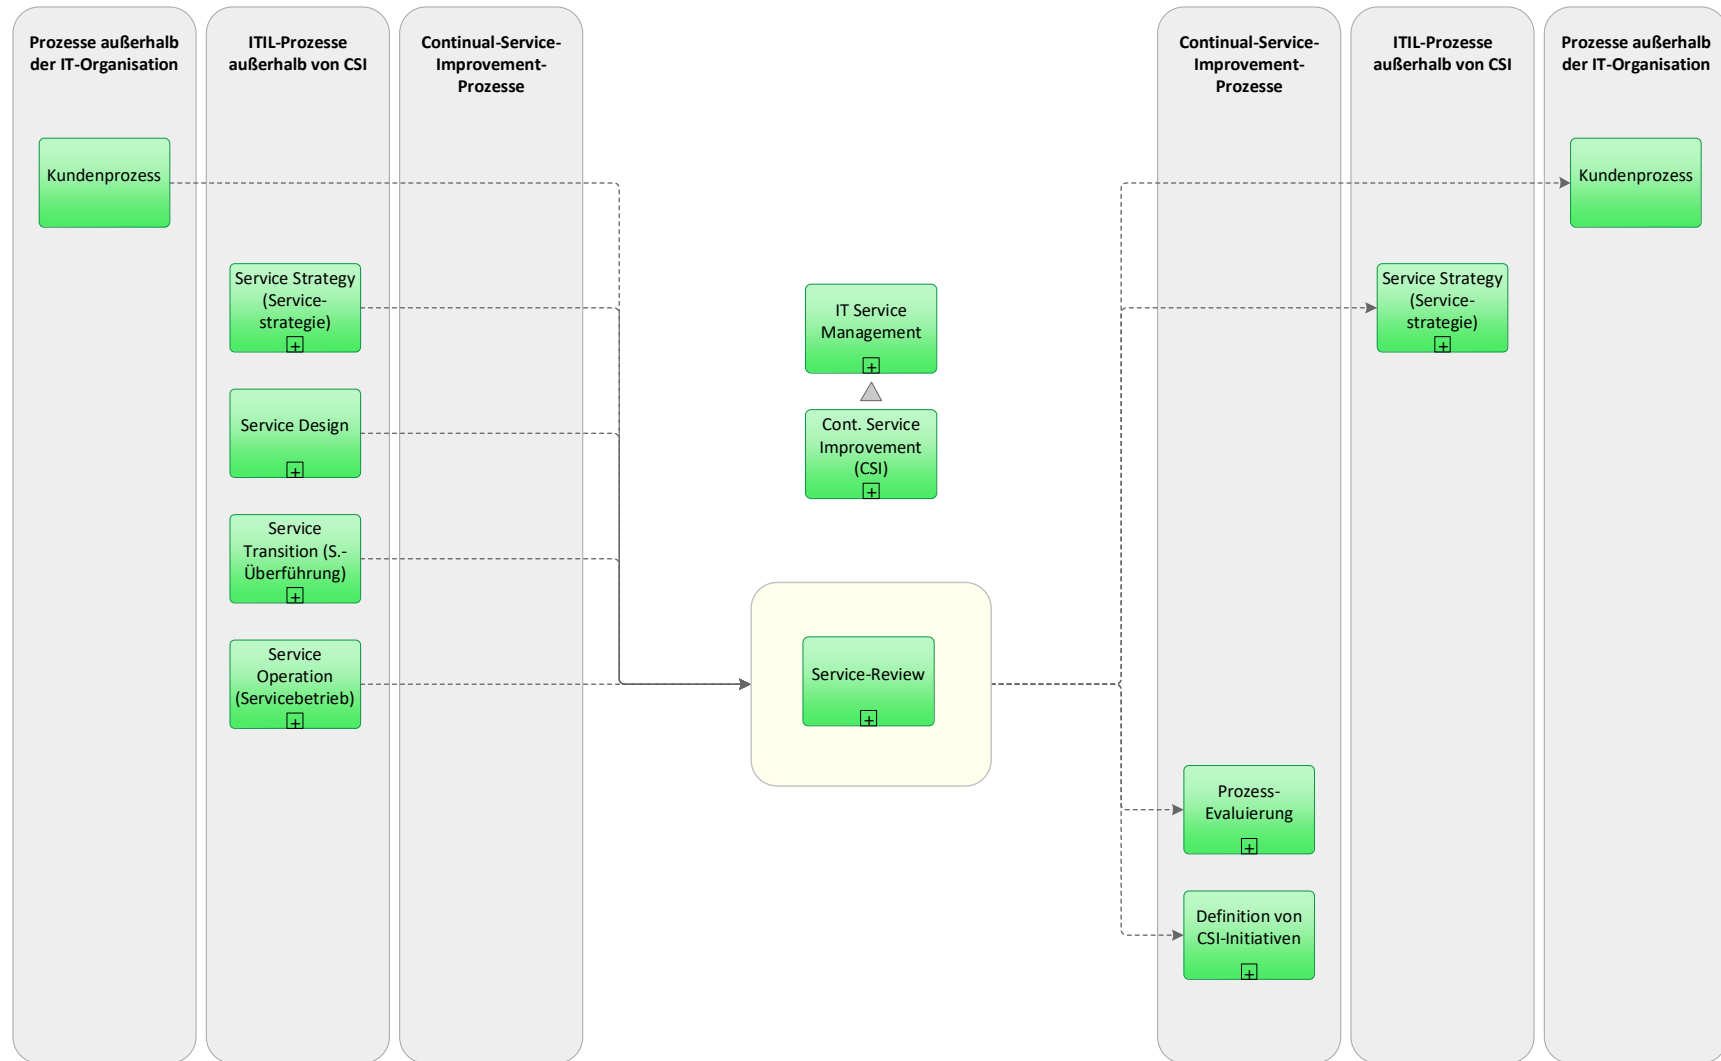 Prozesse außerhalb
der IT-Organisation
ITIL-Prozesse
außerhalb von CSI
Continual-Service-
Improvement-
Prozesse
Continual-Service-
Improvement-
Prozesse
ITIL-Prozesse
außerhalb von CSI
Prozesse außerhalb
der IT-Organisation
Kundenprozess
Kundenprozess
Service Strategy
(Service-
strategie)
IT Service
Management
Service Strategy
(Service-
strategie)
Service Design
Cont. Service
Improvement
(CSI)
Service
Transition (S.-
Überführung)
Service
Operation
(Servicebetrieb)
Service-Review
Prozess-
Evaluierung
Definition von
CSI-Initiativen